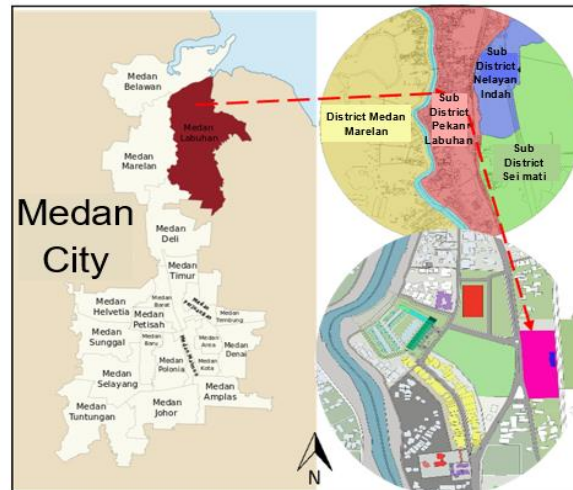 Medan
Belawan
Medan
Labuhan
Medan
Marelan
Medan
City
Medan
Deli
Medan
Timur
Medan
Helvetia
Medan
Barat
Medan
Petisah
Medan
Tembung
Medan
Sunggal
Medan
Baru
Medan
Area
Medan
Denai
Medan
Polonia
Medan
Kota
Medan Maimun
Medan
Selayang
Medan
Amplas
Medan
Johor
Medan
Tuntungan
N
District Medan
Marelan
Sub
District
Pekan
Labuhan
Sub
District
Nelayan
Indah
Sub
District
Sei mati